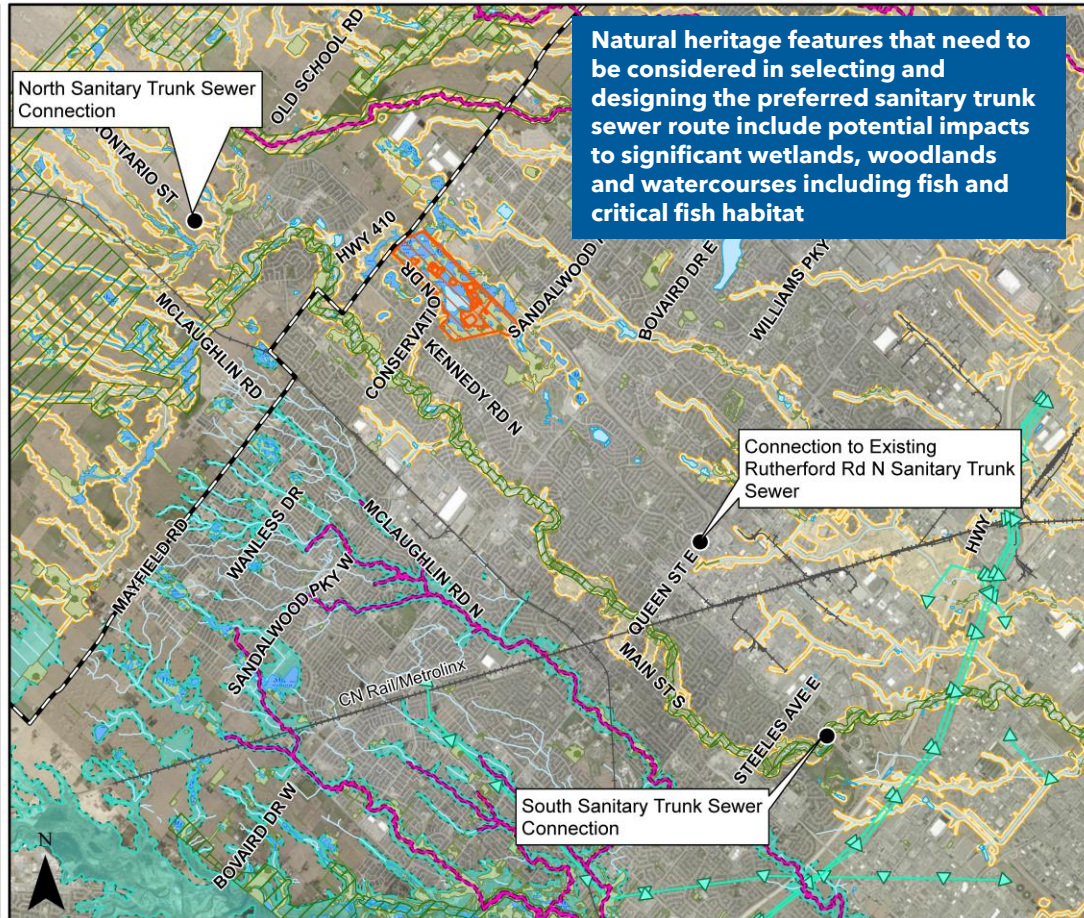 Natural heritage features that need to
be considered in selecting and
designing the preferred sanitary trunk
sewer route include potential impacts
to significant wetlands, woodlands
and watercourses including fish and
critical fish habitat
North Sanitary Trunk Sewer
Connection
OLD SCHOOL RD
ONTARIO ST
HWY 410
MCLAUGHLIN RD
CONSERVATION DR
KENNEDY RD N
SANDALWOOD
BOVAIRD DR E
WILLIAMS PKY
Connection to Existing
Rutherford Rd N Sanitary Trunk
Sewer
HWY
MAYFIELD RD
WANLESS DR
MCLAUGHLIN RD N
SANDALWOOD PKY W
QUEEN ST E
MAIN ST S
CN Rail/Metrolinx
STEELES AVE E
South Sanitary Trunk Sewer
Connection
BOVAIRD DR W
N